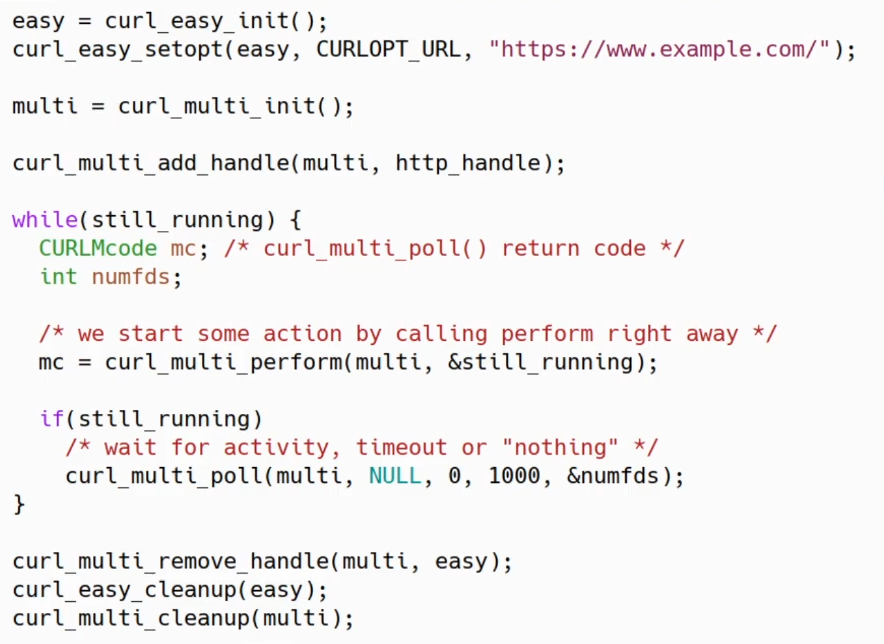 easy = curl_easy_init();
curl_easy_setopt(easy, CURLOPT_URL, "https://www.example.com/");

multi = curl_multi_init();

curl_multi_add_handle(multi, http_handle);

while(still_running) {
  CURLMcode mc; /* curl_multi_poll() return code */
  int numfds;

  /* we start some action by calling perform right away */
  mc = curl_multi_perform(multi, &still_running);

  if(still_running)
    /* wait for activity, timeout or "nothing" */
    curl_multi_poll(multi, NULL, 0, 1000, &numfds);
}

curl_multi_remove_handle(multi, easy);
curl_easy_cleanup(easy);
curl_multi_cleanup(multi);